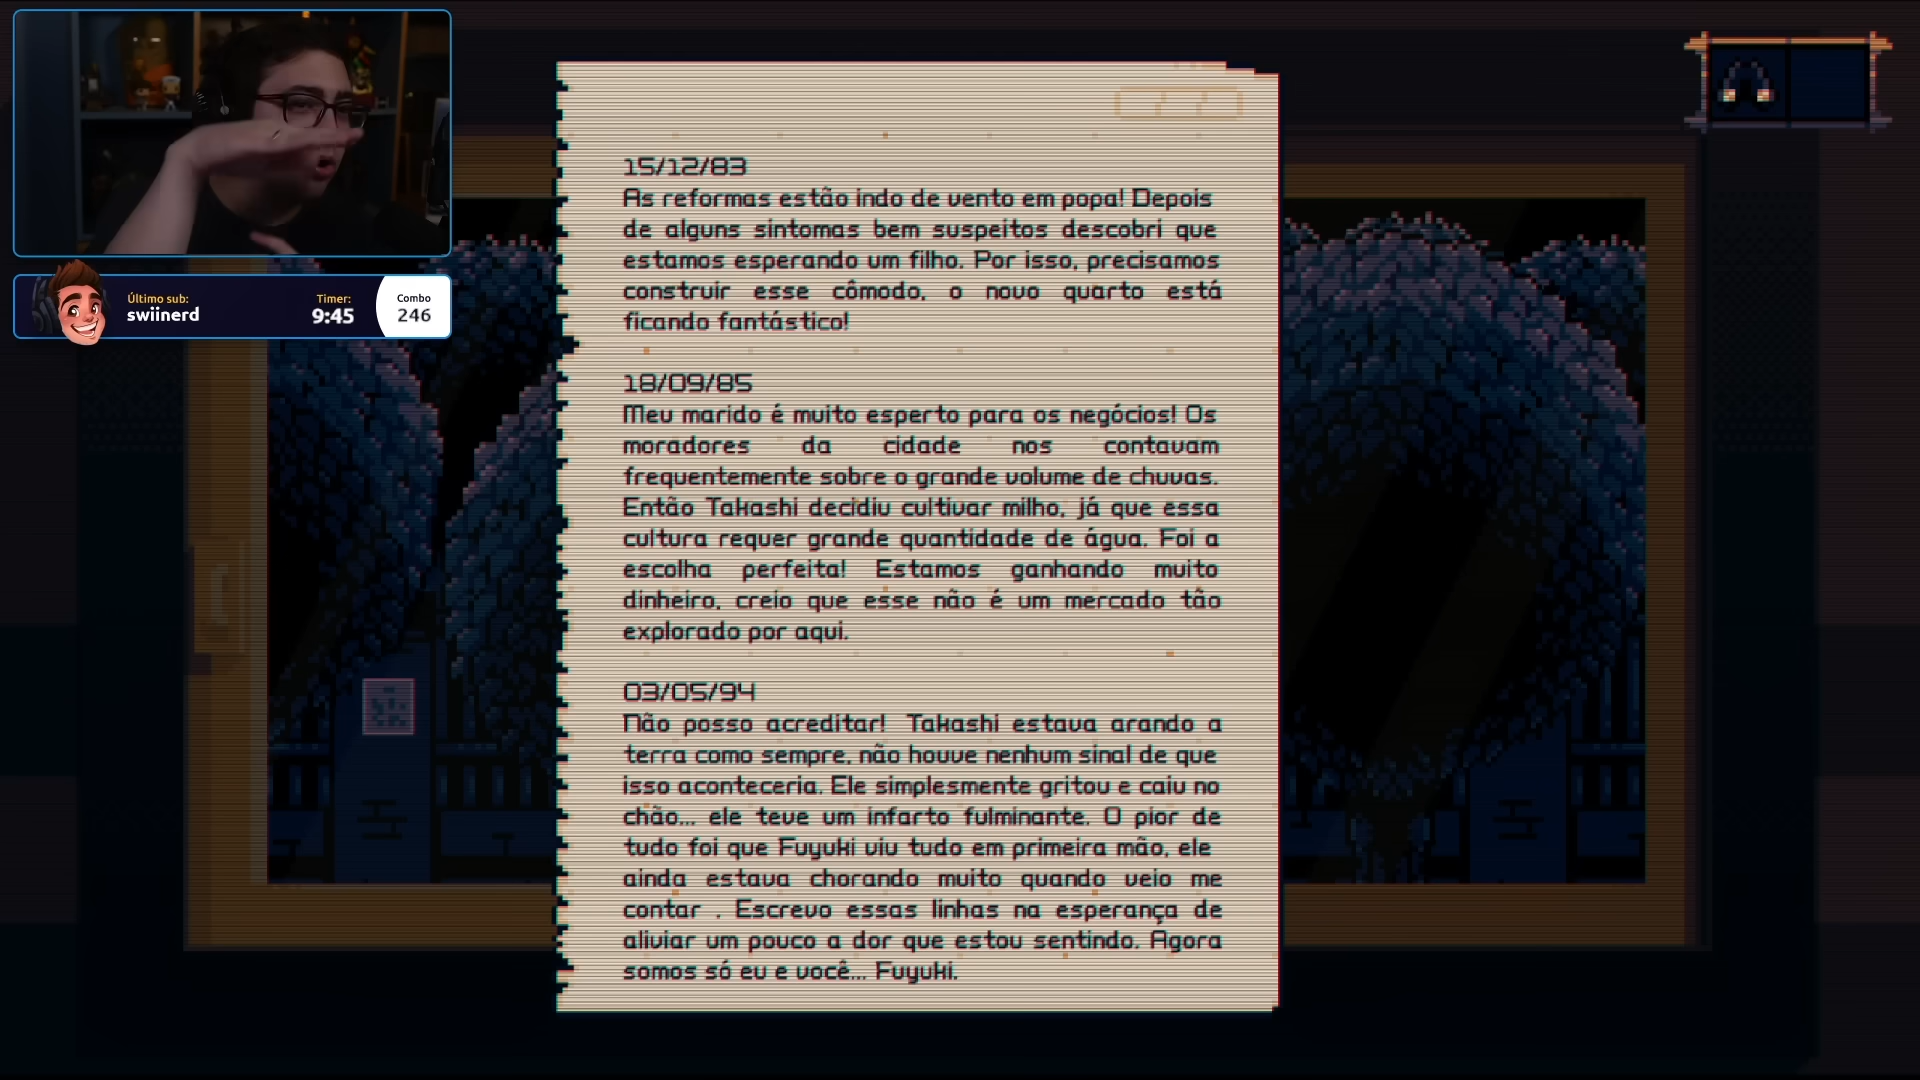 Último sub:
swiinerd
Timer:
9:45
Combo
246
15/12/83
As reformas estão indo de vento em popa! Depois
de alguns sintomas bem suspeitos descobri que
estamos esperando um filho. Por isso, precisamos
construir esse cômodo, o novo quarto está
ficando fantástico!
18/09/85
Meu marido é muito esperto para os negócios! Os
moradores da cidade nos contavam
frequentemente sobre o grande volume de chuvas.
Então Takashi decidiu cultivar milho, já que essa
cultura requer grande quantidade de água. Foi a
escolha perfeita! Estamos ganhando muito
dinheiro, creio que esse não é um mercado tão
explorado por aqui.
03/05/94
Não posso acreditar! Takashi estava arando a
terra como sempre, não houve nenhum sinal de que
isso aconteceria. Ele simplesmente gritou e caiu no
chão... ele teve um infarto fulminante. O pior de
tudo foi que Fuyuki viu tudo em primeira mão, ele
ainda estava chorando muito quando veio me
contar . Escrevo essas linhas na esperança de
aliviar um pouco a dor que estou sentindo. Agora
somos só eu e você... Fuyuki.